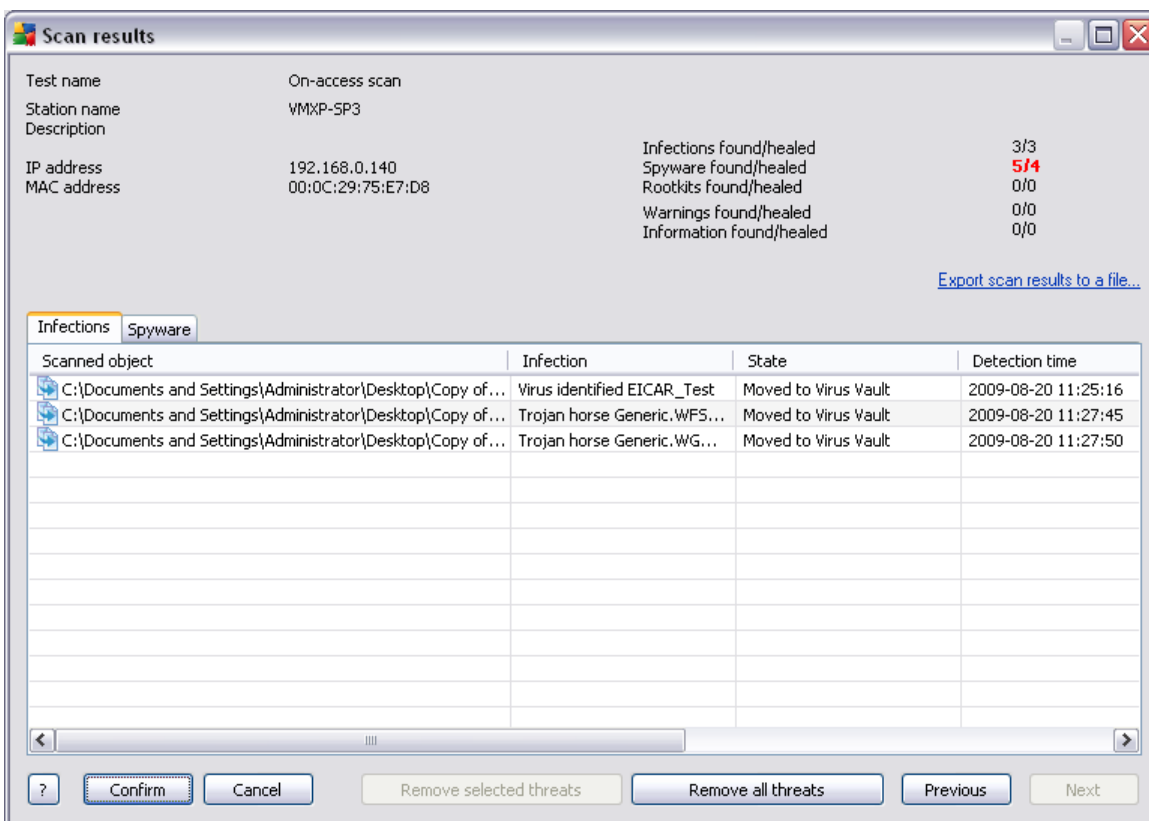 Scan results
Test name On-access scan
Station name VMXP-SP3
Description
IP address 192.168.0.140
MAC address 00:0C:29:75:E7:D8
Infections found/healed 3/3
Spyware found/healed 5/4
Rootkits found/healed 0/0
Warnings found/healed 0/0
Information found/healed 0/0
Export scan results to a file...
Infections Spyware
Scanned object Infection State Detection time
C:\Documents and Settings\Administrator\Desktop\Copy of... Virus identified EICAR_Test Moved to Virus Vault 2009-08-20 11:25:16
C:\Documents and Settings\Administrator\Desktop\Copy of... Trojan horse Generic.WFS... Moved to Virus Vault 2009-08-20 11:27:45
C:\Documents and Settings\Administrator\Desktop\Copy of... Trojan horse Generic.WG... Moved to Virus Vault 2009-08-20 11:27:50
? Confirm Cancel Remove selected threats Remove all threats Previous Next